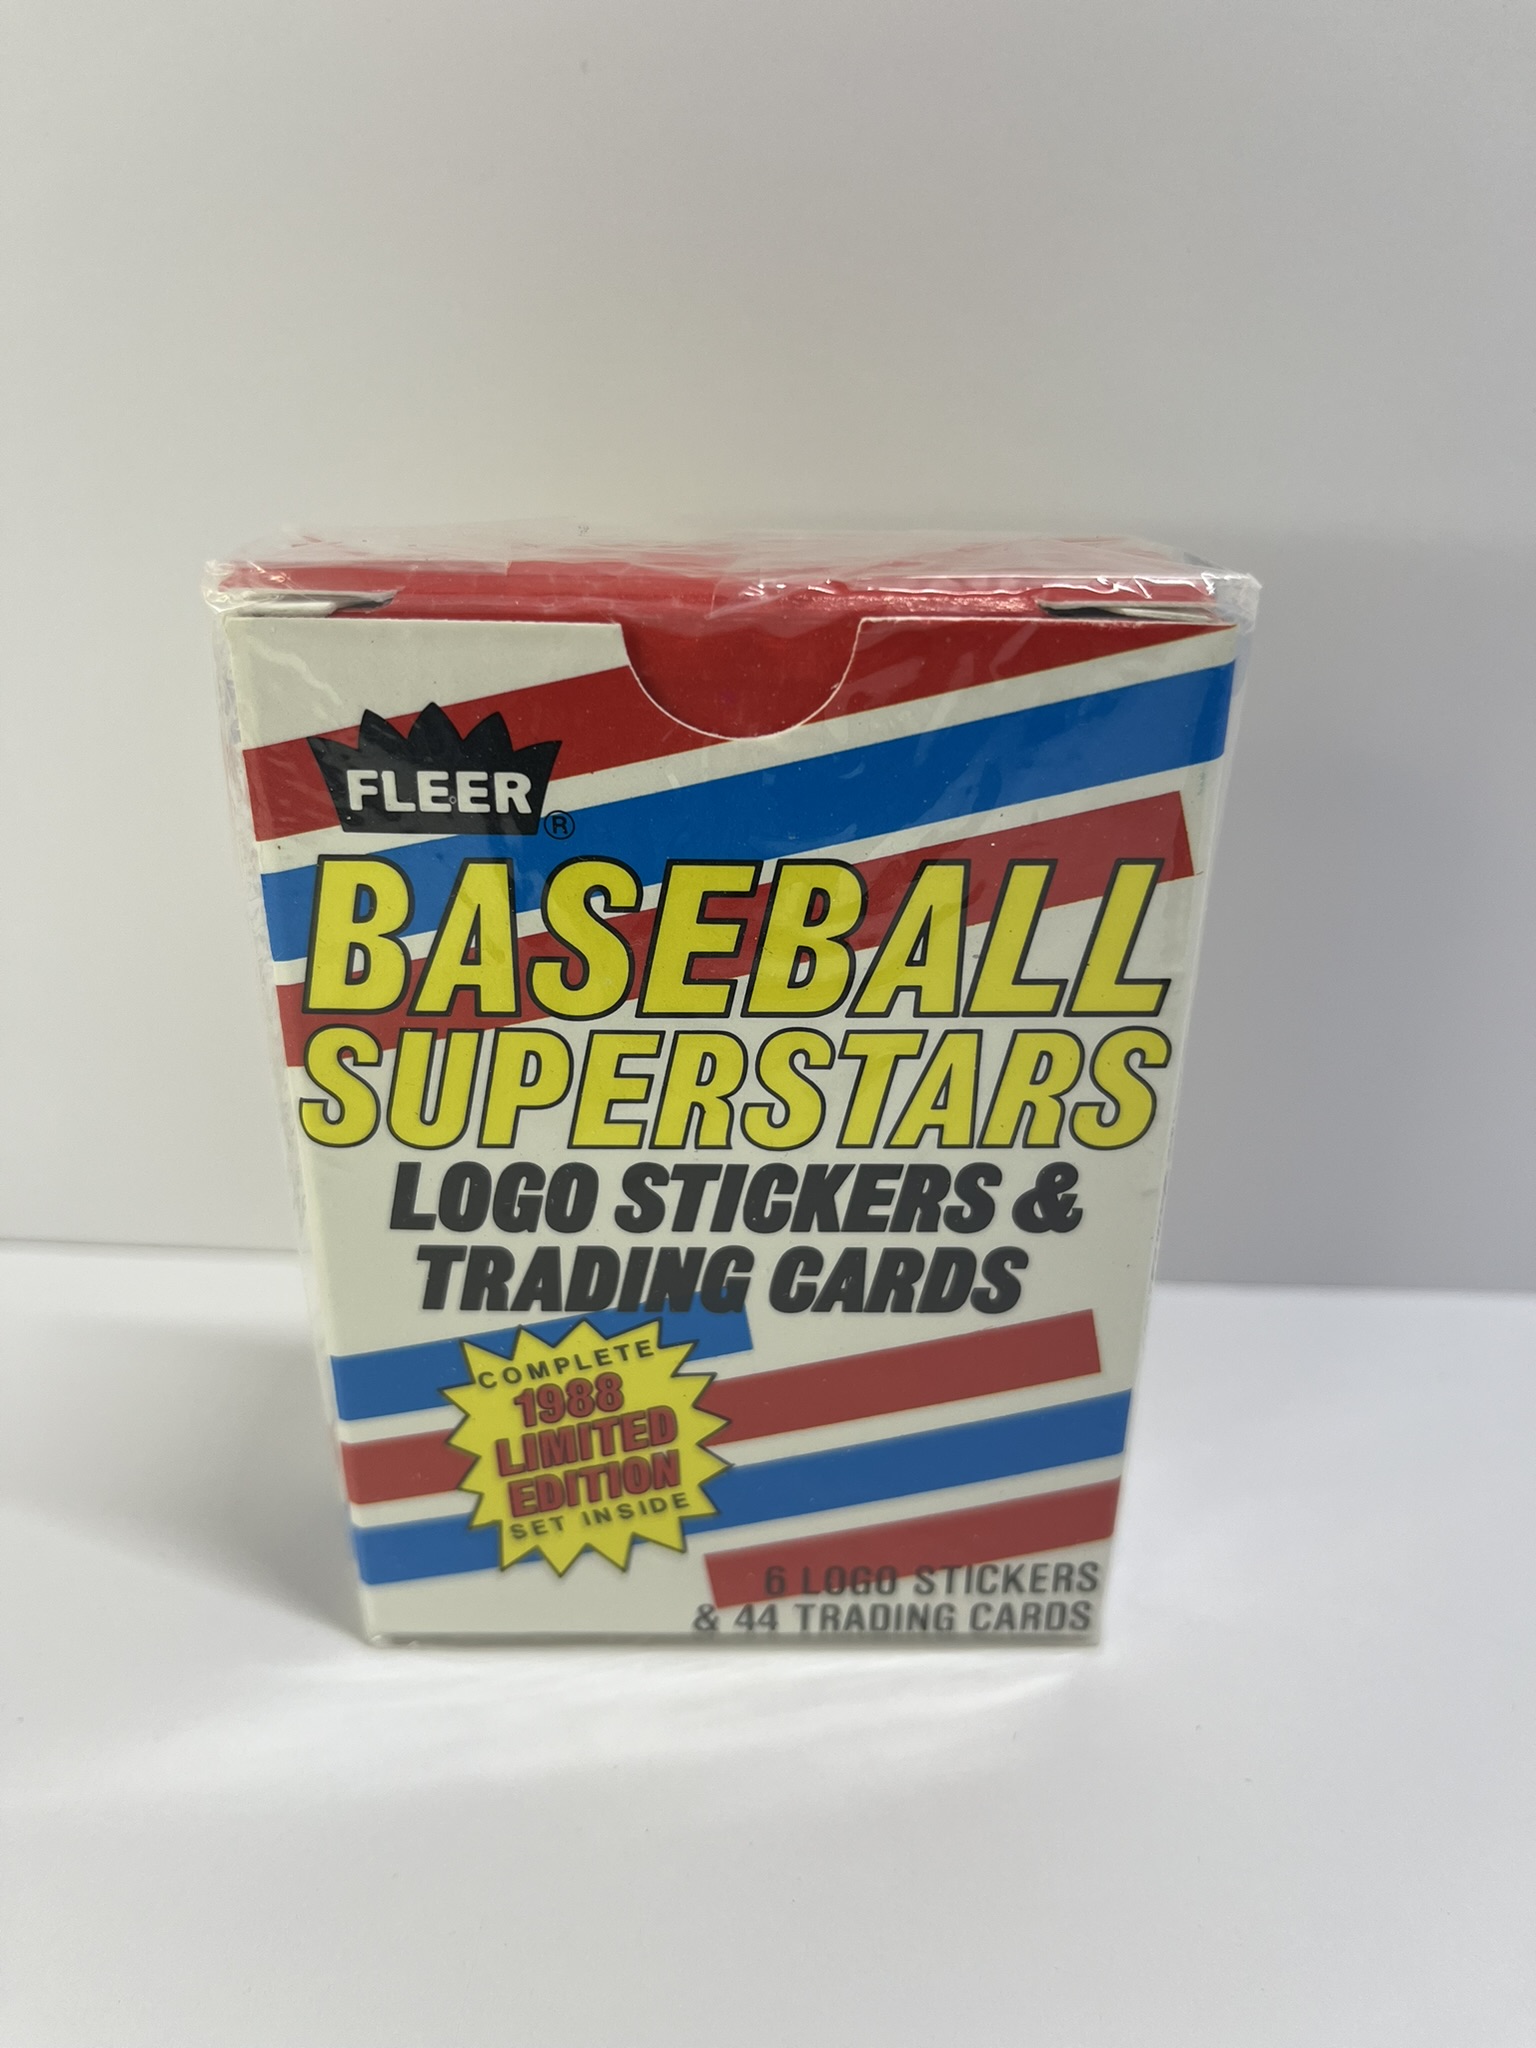 FLEER®
BASEBALL
SUPERSTARS
LOGO STICKERS &
TRADING CARDS
COMPLETE
1988
LIMITED
EDITION
SET INSIDE
6 LOGO STICKERS
& 44 TRADING CARDS